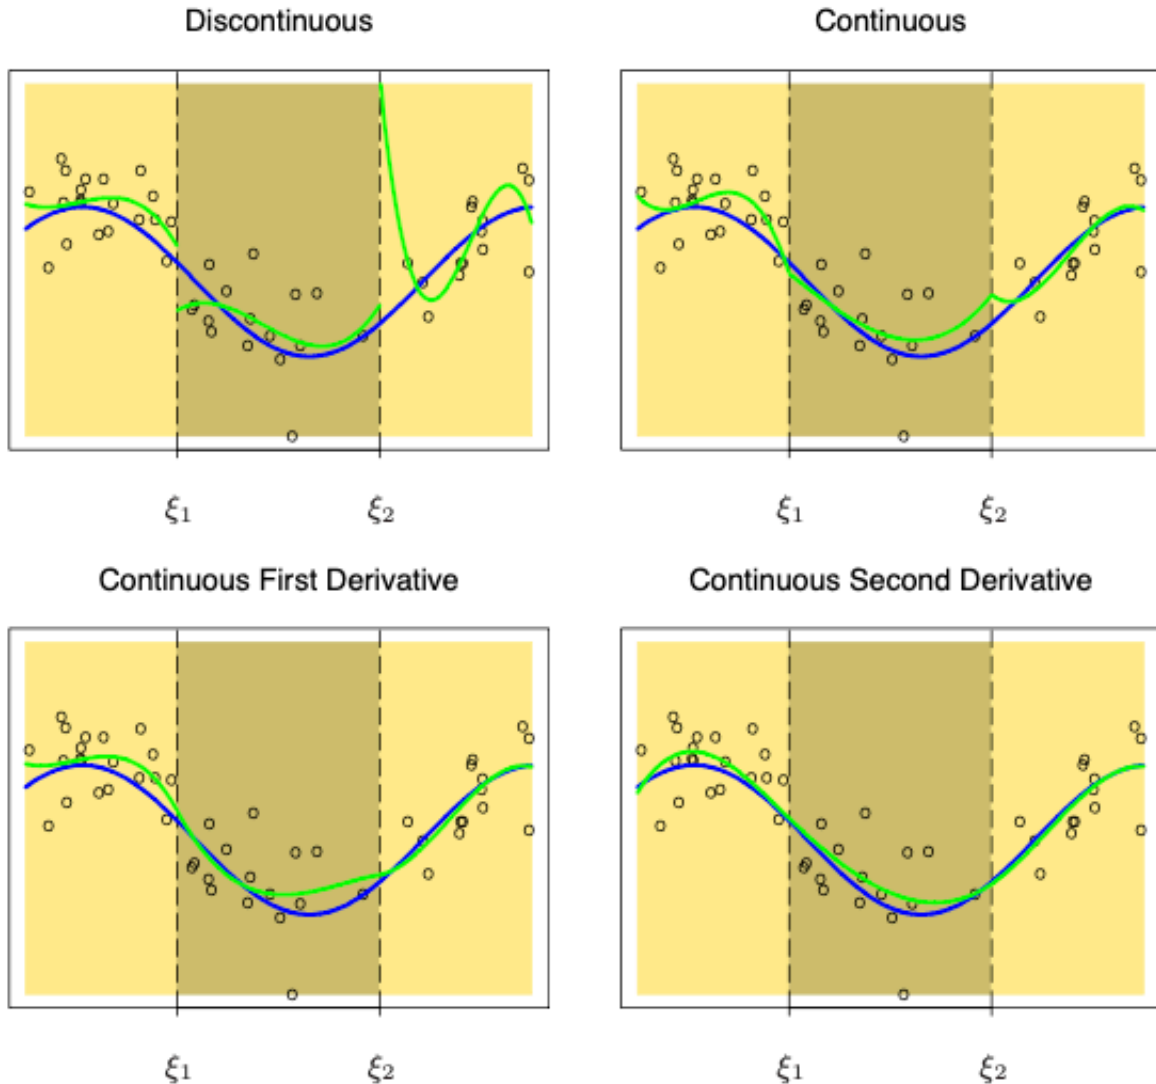 Discontinuous
Continuous
ξ1
ξ2
ξ1
ξ2
Continuous First Derivative
Continuous Second Derivative
ξ1
ξ2
ξ1
ξ2